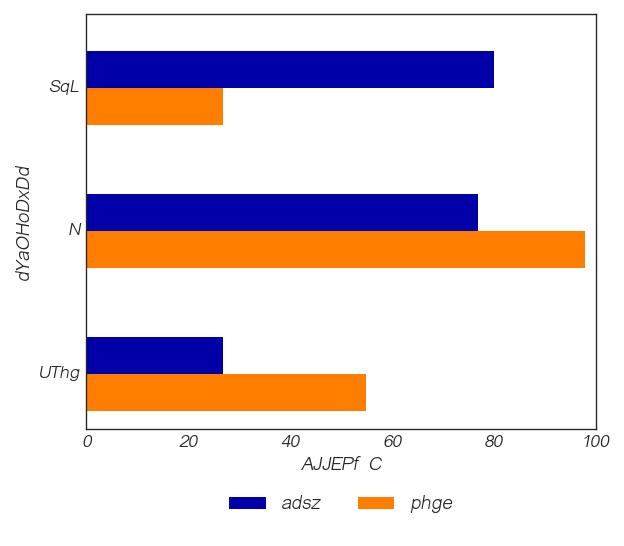 SqL
N
UThg
dYaOHoDxDd
0 20 40 60 80 100
AJJEPf C
adsz phge